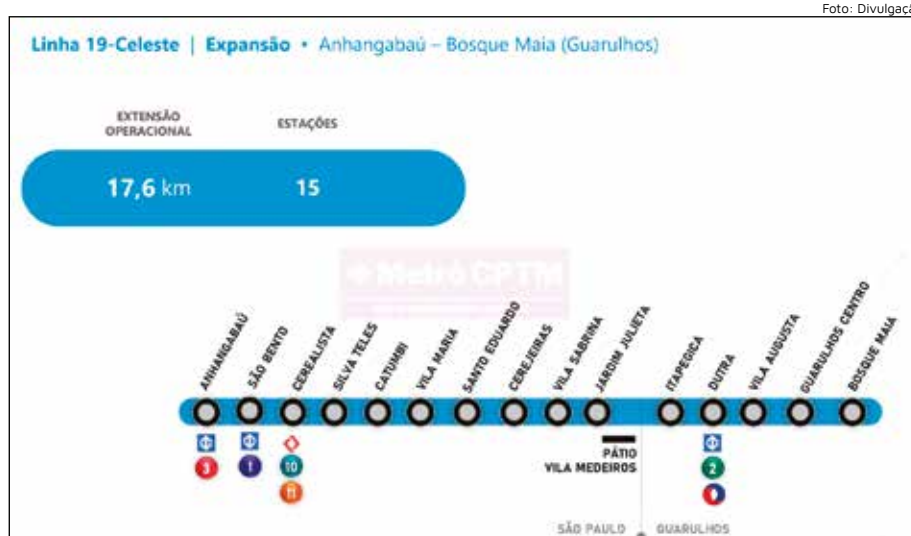 Foto: Divulgaçã
Linha 19-Celeste | Expansão • Anhangabaú – Bosque Maia (Guarulhos)
EXTENSÃO
OPERACIONAL
ESTAÇÕES
17,6 km
15
+ Metrô CPTM
ANHANGABAÚ
SÃO BENTO
CEREALISTA
SILVA TELES
CATUMBI
VILA MARIA
SANTO EDUARDO
CEREJEIRAS
VILA SABRINA
JARDIM JULIETA
ITAPEGICA
DUTRA
VILA AUGUSTA
GUARULHOS CENTRO
BOSQUE MAIA
3
1
10
11
2
PÁTIO
VILA MEDEIROS
SÃO PAULO
GUARULHOS